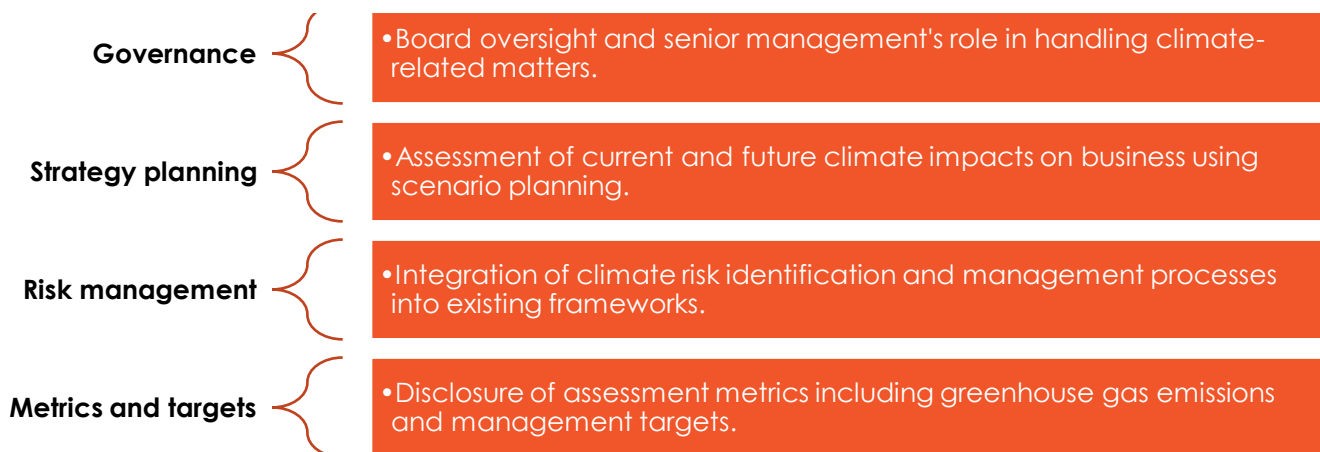 Governance
•Board oversight and senior management's role in handling climate-
related matters.
Strategy planning
•Assessment of current and future climate impacts on business using
scenario planning.
Risk management
•Integration of climate risk identification and management processes
into existing frameworks.
Metrics and targets
•Disclosure of assessment metrics including greenhouse gas emissions
and management targets.